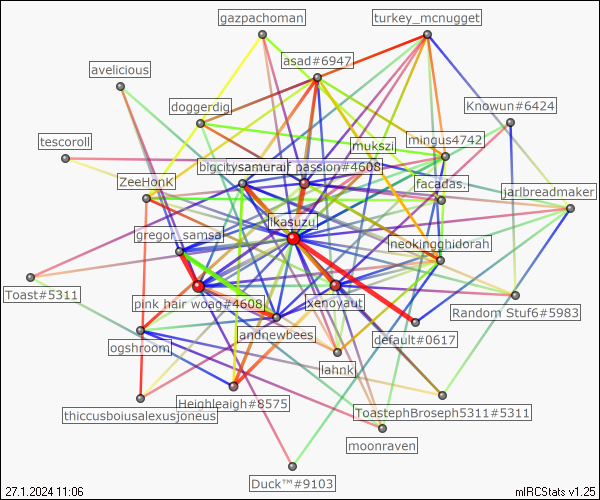 gazpachoman
turkey_mcnugget
asad#6947
avelicious
doggerdig
Knowun#6424
tescoroll
mingus4742
mukszi
bigcitysamurai
passion#4608
ZeeHonk
facadas.
jarlbreadmaker
likasuzu
gregor_samsa
neokingghidorah
Toast#5311
pink hair woag#4608
xenoyaut
Random Stuf6#5983
andnewbees
default#0617
ogshroom
lahnk
Heighleaigh#8575
thiccusboiusalexusjoneus
ToastephBroseph5311#5311
moonraven
Duck™#9103
27.1.2024 11:06
mIRCStats v1.25